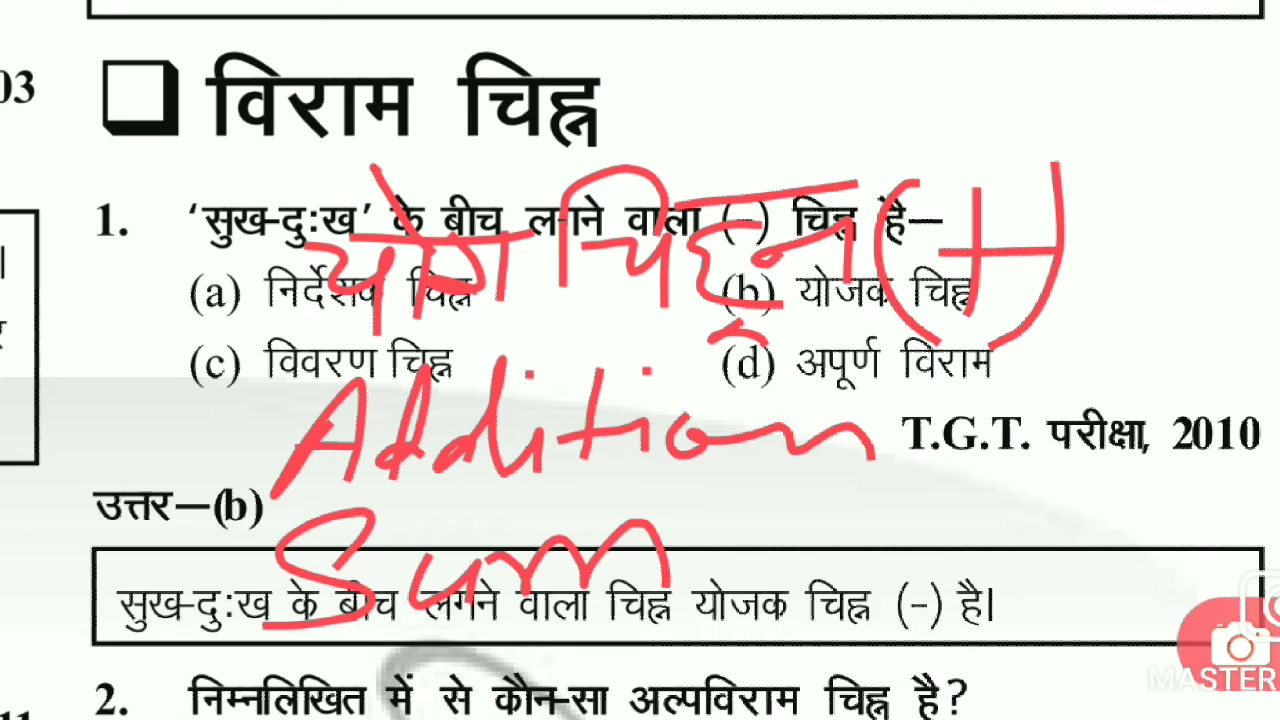 03
विराम चिह्न
1. ‘सुख-दुःख’ के बीच लगने वाला (-) चिह्न है—
(a) निर्देशक चिह्न (b) योजक चिह्न
(c) विवरण चिह्न (d) अपूर्ण विराम
योग चिह्न (+)
Addition
T.G.T. परीक्षा, 2010
उत्तर—(b)
Sum
सुख-दुःख के बीच लगने वाला चिह्न योजक चिह्न (-) है।
2. निम्नलिखित में से कौन-सा अल्पविराम चिह्न है?
MASTER